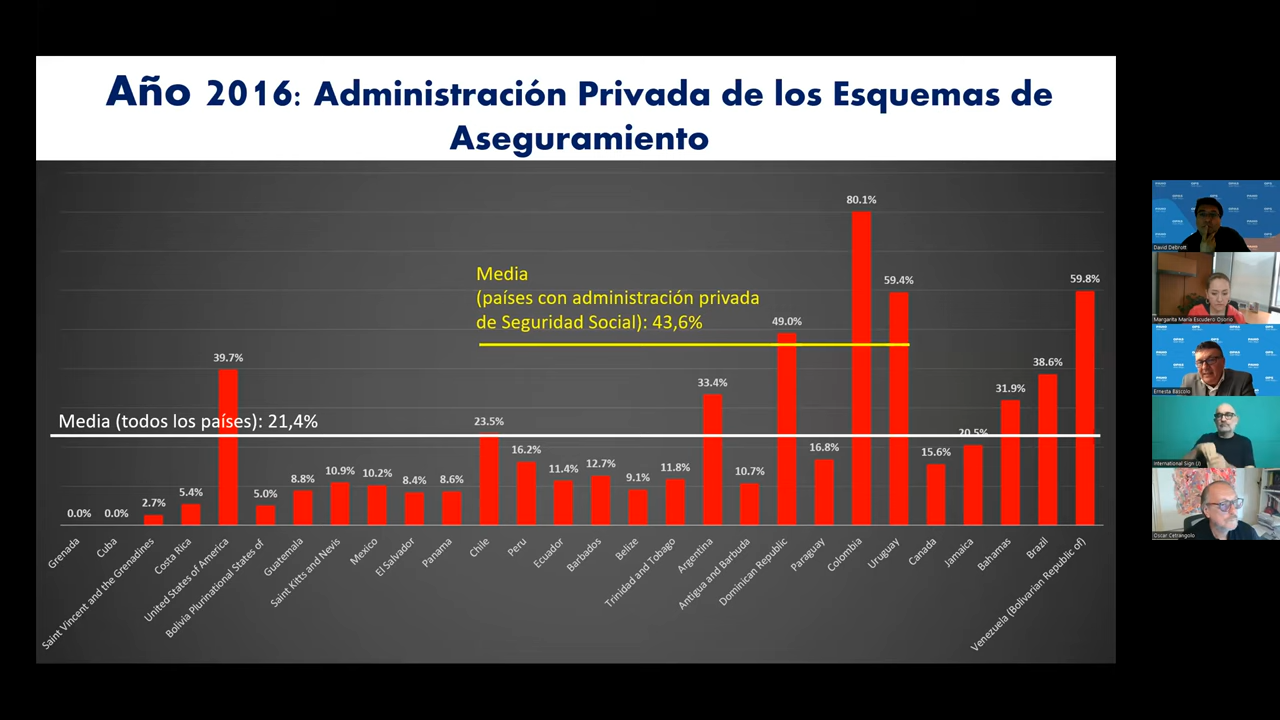 Año 2016: Administración Privada de los Esquemas de
Aseguramiento
80.1%
59.4%
59.8%
Media
(países con administración privada
de Seguridad Social): 43,6%
49.0%
39.7%
38.6%
33.4%
31.9%
Media (todos los países): 21,4%
23.5%
20.5%
16.2%
16.8%
15.6%
0.0%
0.0%
2.7%
5.4%
5.0%
8.8%
10.9%
10.2%
8.4%
8.6%
11.4%
12.7%
9.1%
11.8%
10.7%
Grenada
Cuba
Saint Vincent and the Grenadines
Costa Rica
United States of America
Bolivia Plurinational States of
Guatemala
Saint Kitts and Nevis
Mexico
El Salvador
Panama
Chile
Peru
Ecuador
Barbados
Belize
Trinidad and Tobago
Argentina
Antigua and Barbuda
Dominican Republic
Paraguay
Colombia
Uruguay
Canada
Jamaica
Bahamas
Brazil
Venezuela (Bolivarian Republic of)
David Debrott
Margarita María Escudero Osorio
Ernesto Báscolo
International Sign (J)
Oscar Cetrángolo